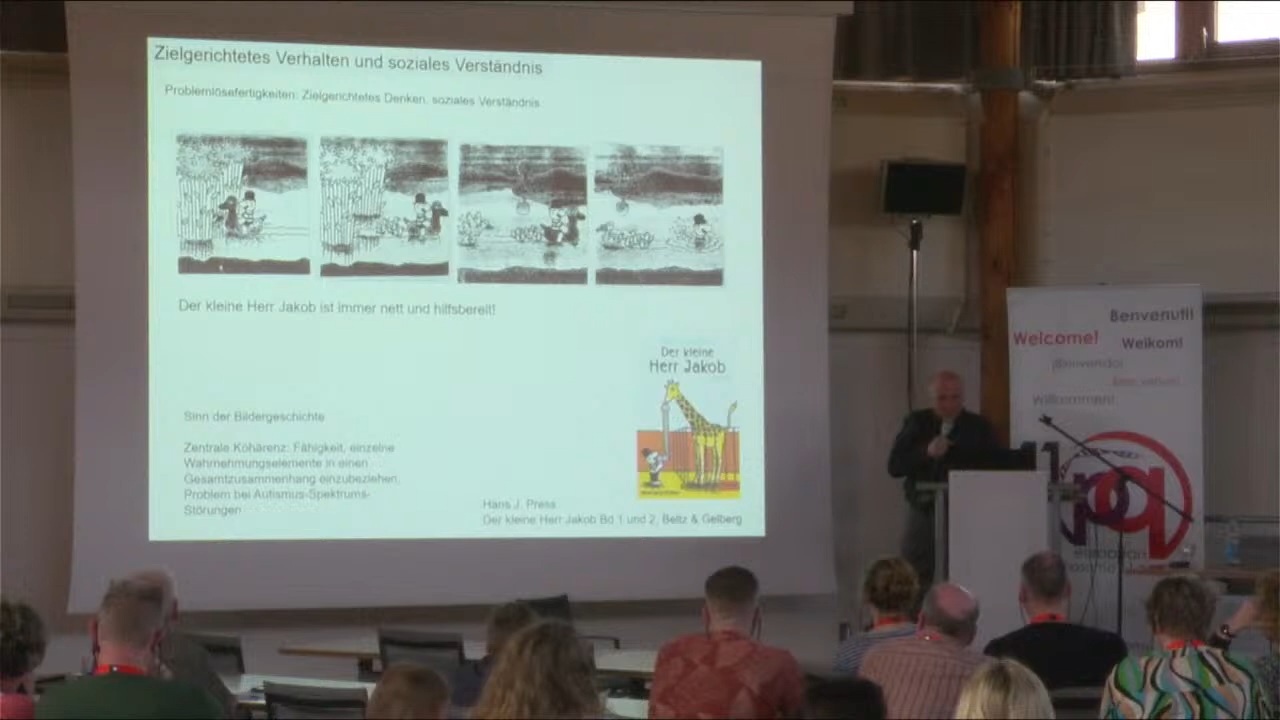 Zielgerichtetes Verhalten und soziales Verständnis
Problemlösefertigkeiten: Zielgerichtetes Denken, soziales Verständnis
Der kleine Herr Jakob ist immer nett und hilfsbereit!
Der kleine
Herr Jakob
Sinn der Bildergeschichte
Zentrale Kohärenz: Fähigkeit, einzelne
Wahrnehmungselemente in einen
Gesamtzusammenhang einzubeziehen.
Problem bei Autismus-Spektrums-
Störungen
Hans J. Press
Der kleine Herr Jakob Bd 1 und 2, Beltz & Gelberg
Benvenuti!
Welcome!
Welkom!
¡Bienvenido!
Willkommen!
european